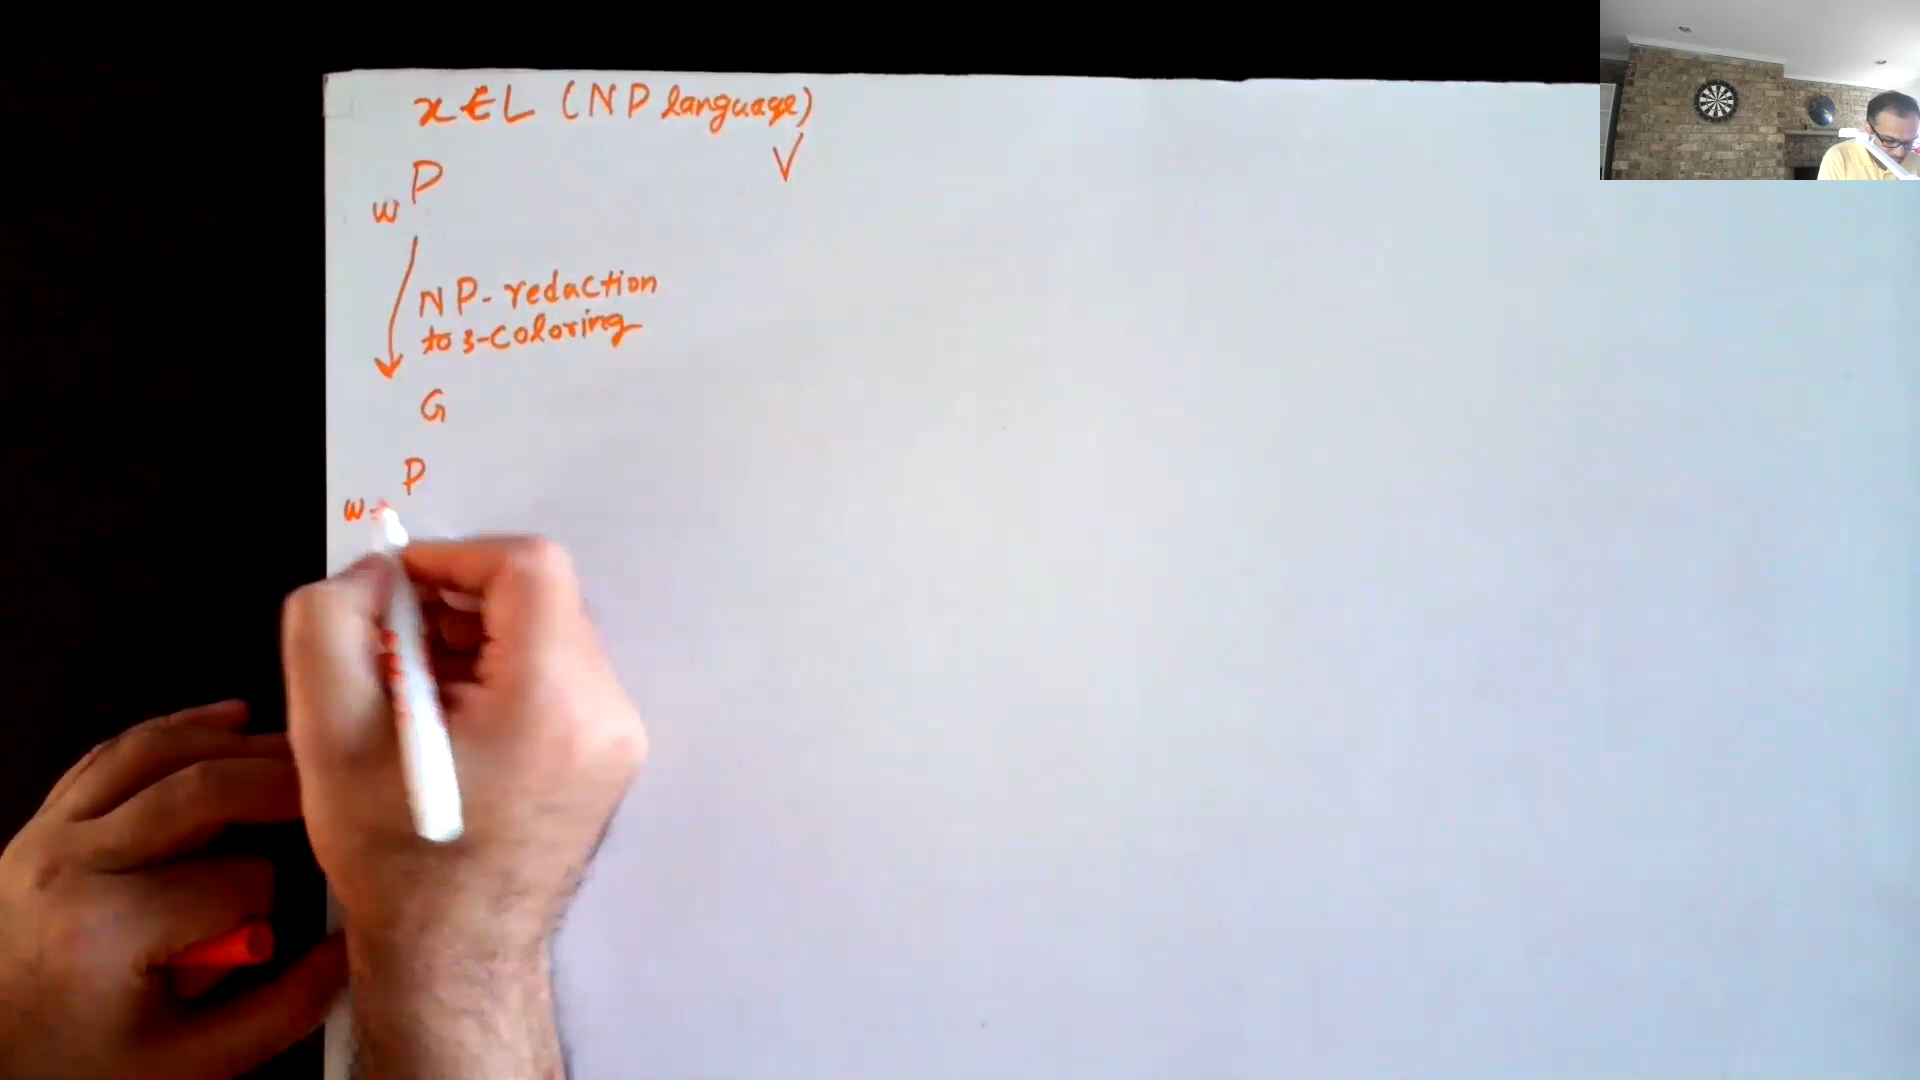 x ∈ L (NP language)
P V
w
NP-redaction
to 3-coloring
G
P
w